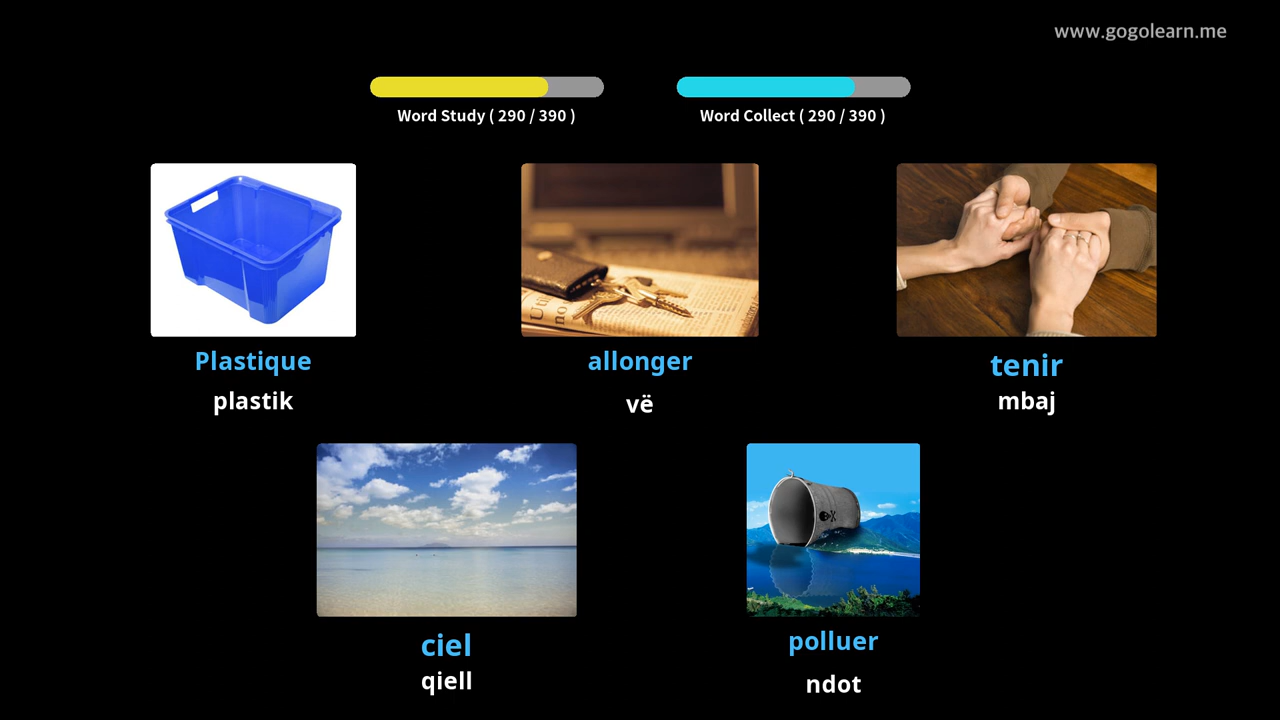 www.gogolearn.me
Word Study ( 290 / 390 )
Word Collect ( 290 / 390 )
Plastique
plastik
allonger
vë
tenir
mbaj
ciel
qiell
polluer
ndot